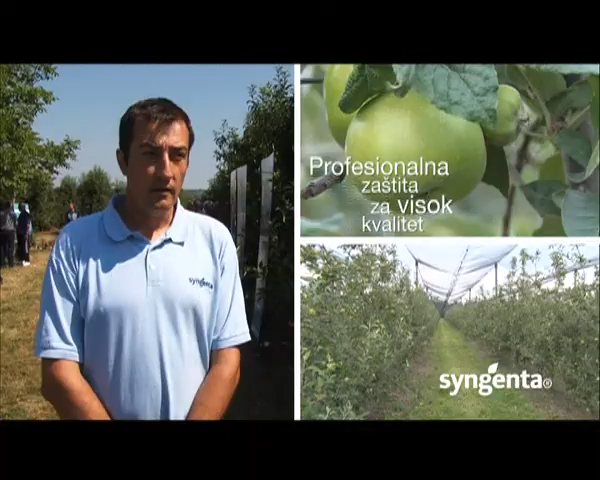 Profesionalna
zaštita
za visok
kvalitet
syngenta
syngenta®